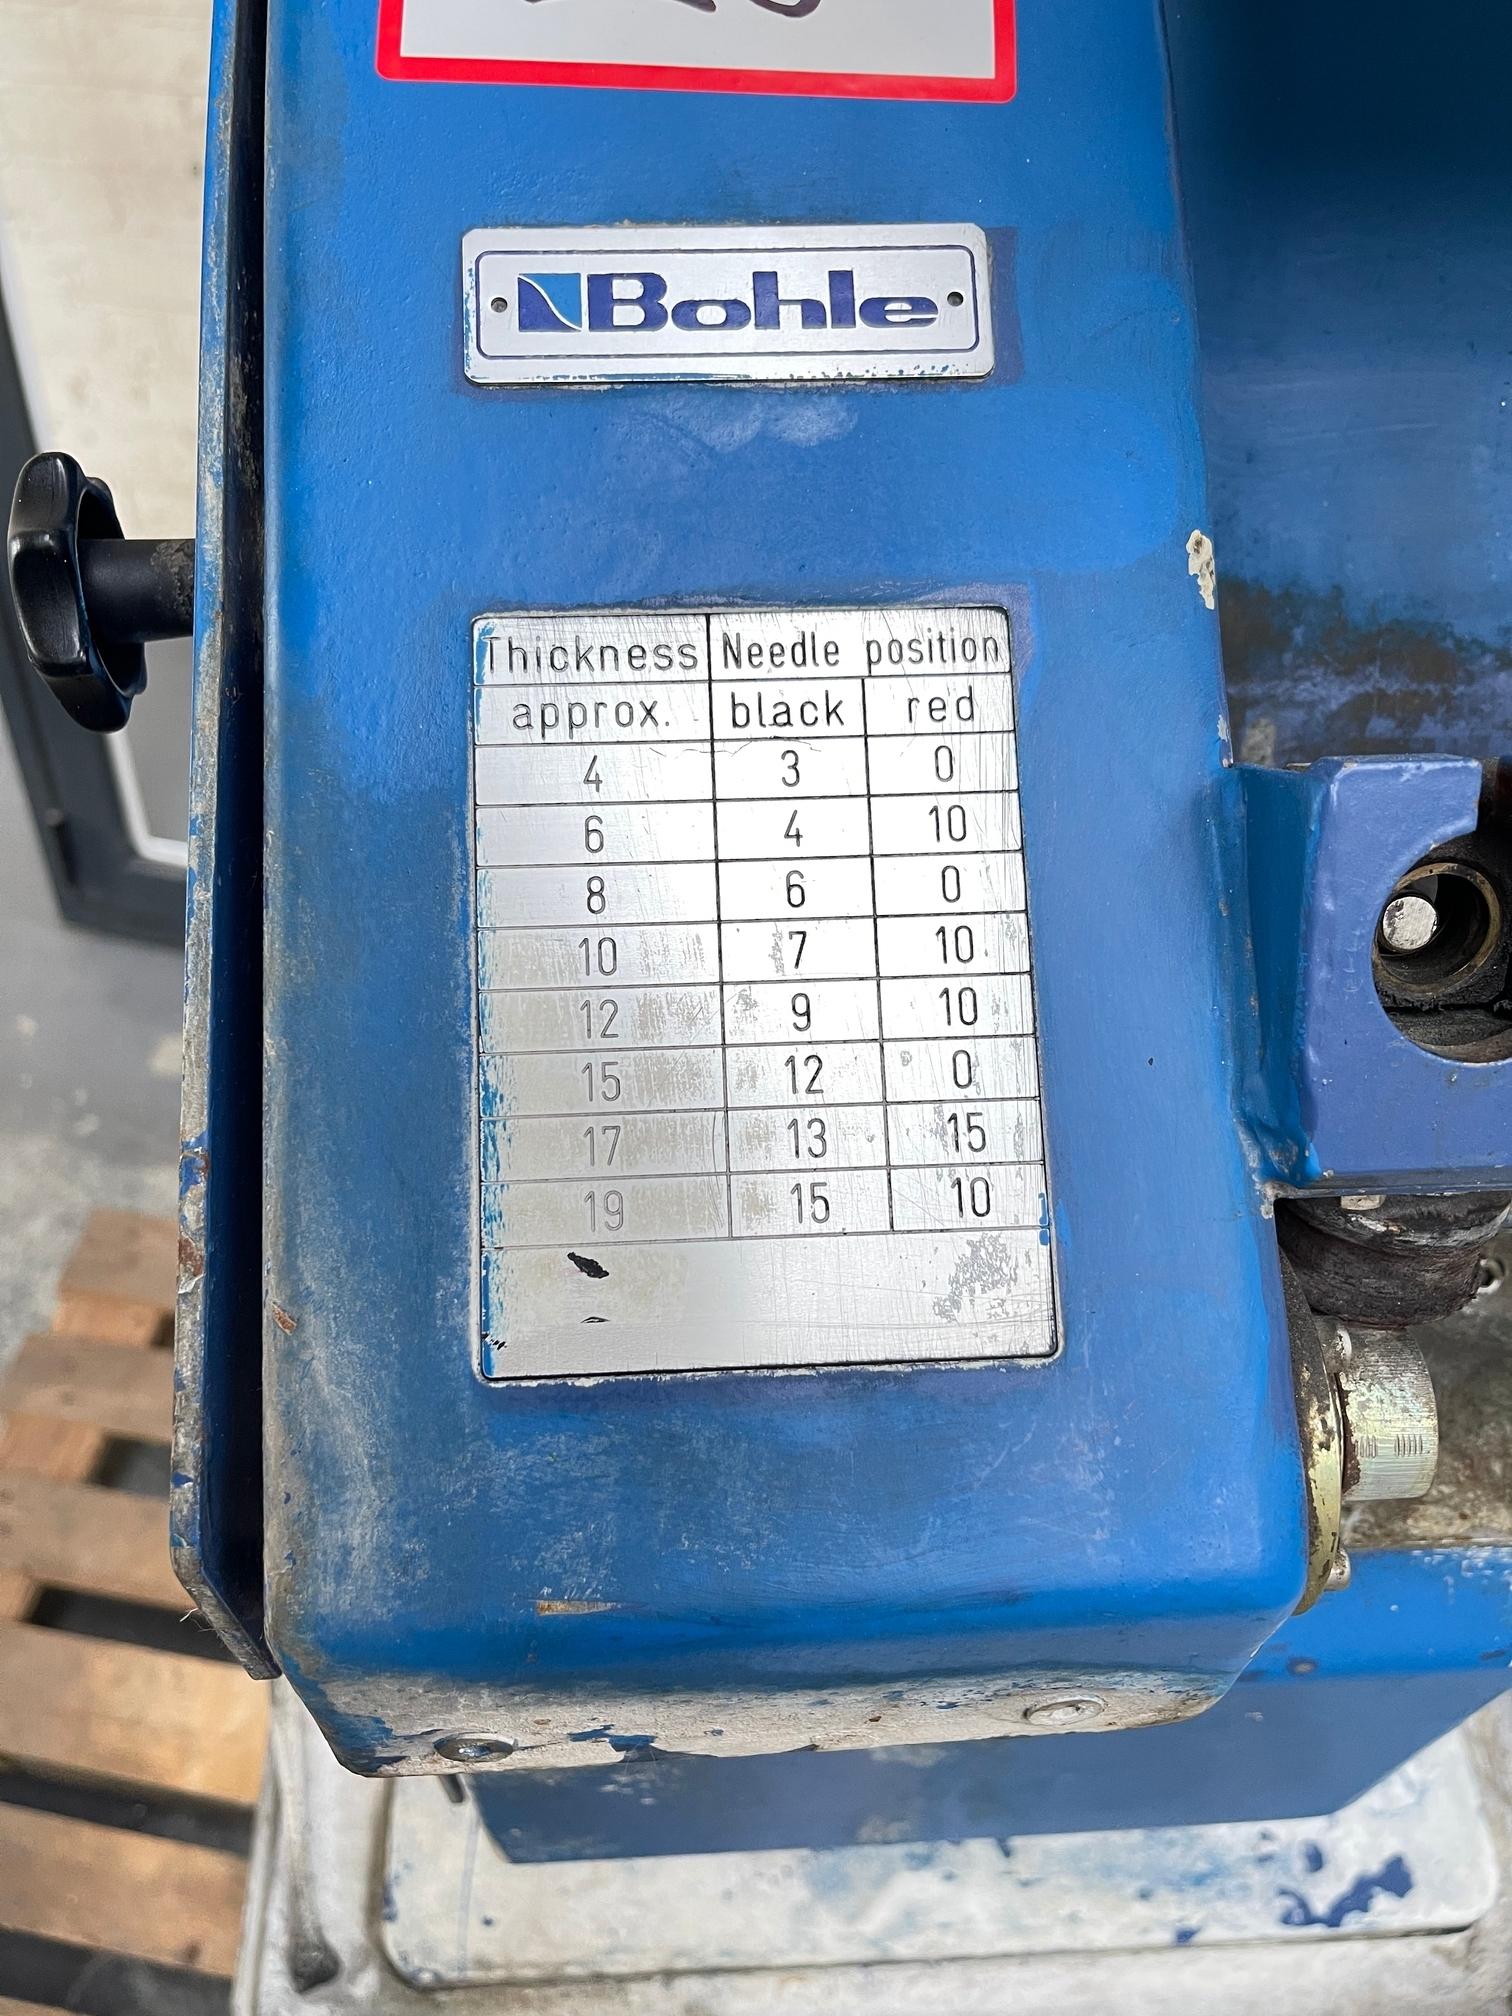 Bohle
Thickness Needle position
approx. black red
4 3 0
6 4 10
8 6 0
10 7 10
12 9 10
15 12 0
17 13 15
19 15 10